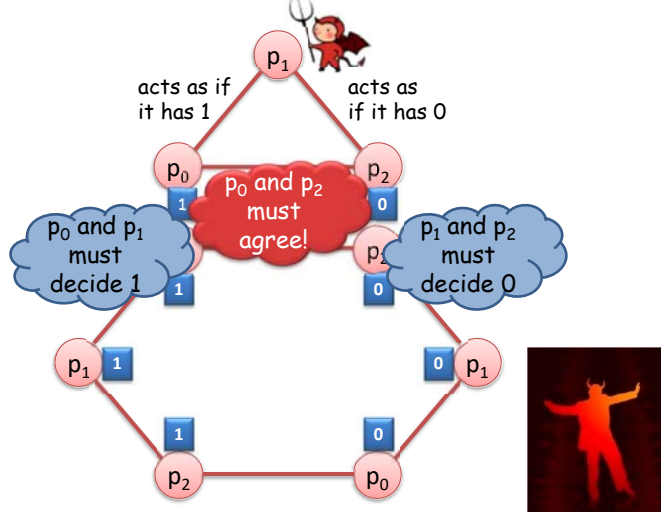 p1
acts as if
it has 1
acts as
if it has 0
p0
p2
1
0
p0 and p2
must
agree!
p0 and p1
must
decide 1
p1 and p2
must
decide 0
1
0
p1
1
0
p1
1
0
p2
p0